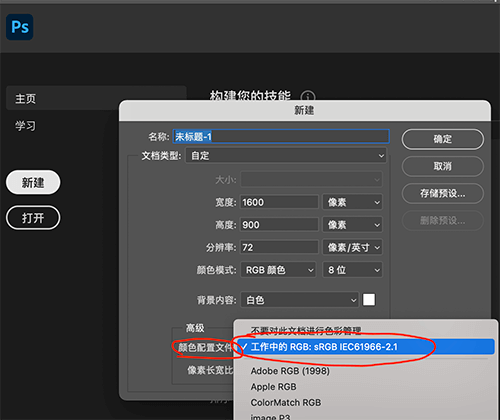 Ps
主页
构建您的技能
学习
新建
打开
新建
名称: 未标题-1
文档类型: 自定
大小:
宽度: 1600 像素
高度: 900 像素
分辨率: 72 像素/英寸
颜色模式: RGB 颜色 8 位
背景内容: 白色
高级
颜色配置文件
像素长宽比
确定
取消
存储预设...
删除预设...
不要对此文档进行色彩管理
✓ 工作中的 RGB: sRGB IEC61966-2.1
Adobe RGB (1998)
Apple RGB
ColorMatch RGB
image P3